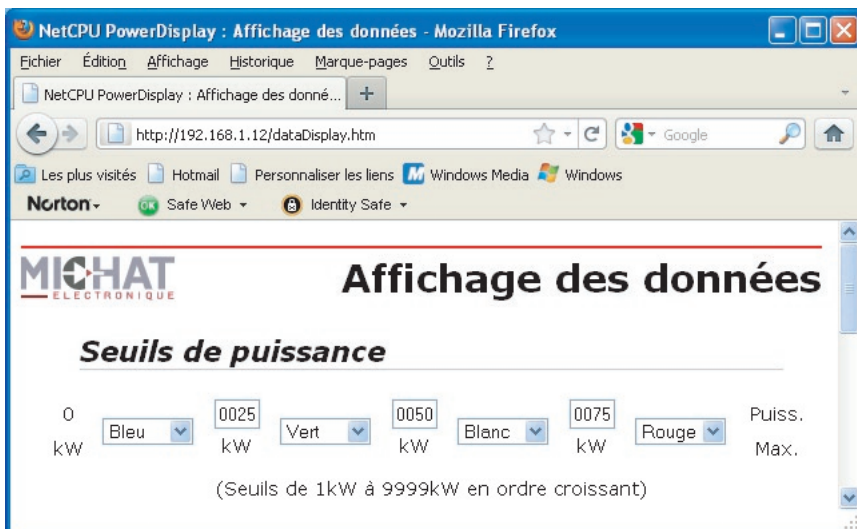 NetCPU PowerDisplay : Affichage des données - Mozilla Firefox
Fichier Édition Affichage Historique Marque-pages Outils ?
NetCPU PowerDisplay : Affichage des donné... +
http://192.168.1.12/dataDisplay.htm Google
Les plus visités Hotmail Personnaliser les liens Windows Media Windows
Norton OK Safe Web Identity Safe
MICHAT
ELECTRONIQUE
Affichage des données
Seuils de puissance
0 kW Bleu 0025 kW Vert 0050 kW Blanc 0075 kW Rouge Puiss. Max.
(Seuils de 1kW à 9999kW en ordre croissant)